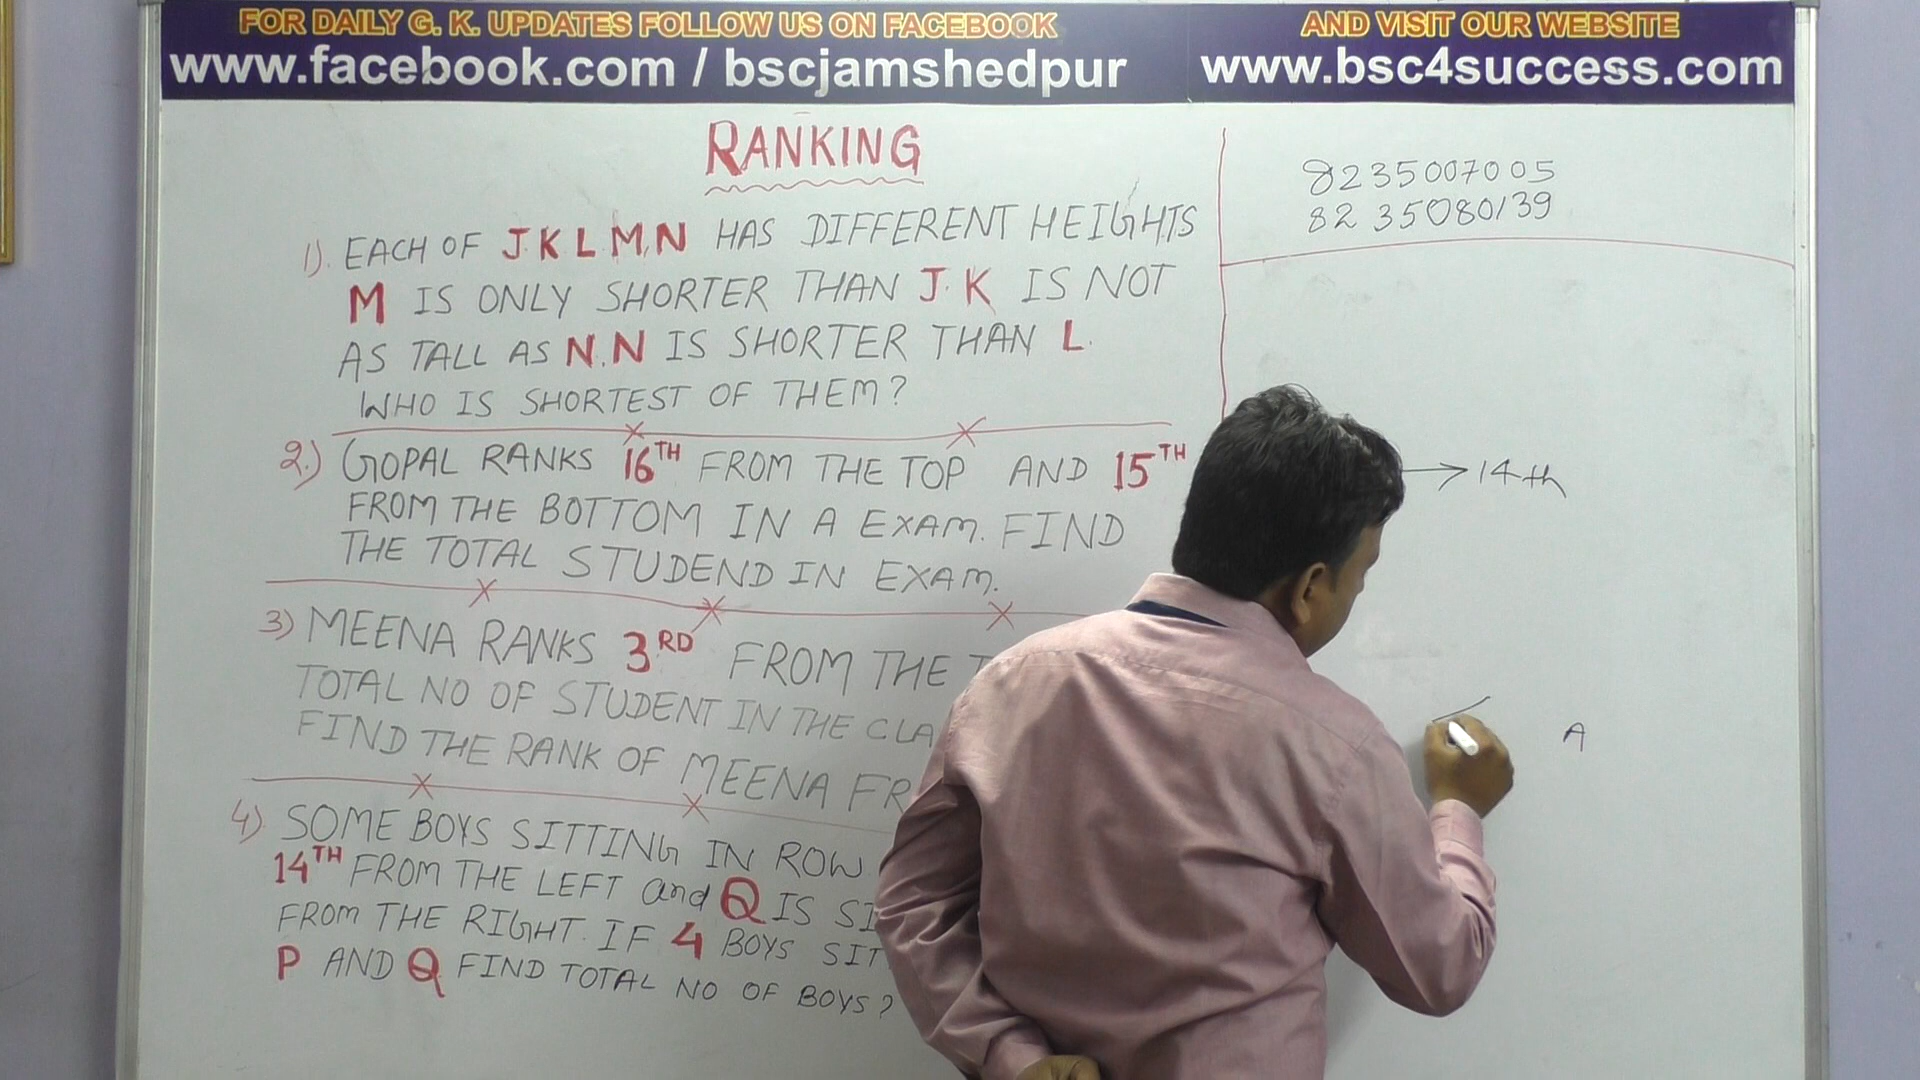 FOR DAILY G. K. UPDATES FOLLOW US ON FACEBOOK
www.facebook.com / bscjamshedpur
AND VISIT OUR WEBSITE
www.bsc4success.com
RANKING
1). EACH OF J.K L M, N HAS DIFFERENT HEIGHTS
M IS ONLY SHORTER THAN J. K IS NOT
AS TALL AS N. N IS SHORTER THAN L.
WHO IS SHORTEST OF THEM?
2.) GOPAL RANKS 16TH FROM THE TOP AND 15TH
FROM THE BOTTOM IN A EXAM. FIND
THE TOTAL STUDEND IN EXAM.
3) MEENA RANKS 3RD FROM THE
TOTAL NO OF STUDENT IN THE CLA
FIND THE RANK OF MEENA FR
4). SOME BOYS SITTING IN ROW
14TH FROM THE LEFT and Q IS SI
FROM THE RIGHT. IF 4 BOYS SIT
P AND Q FIND TOTAL NO OF BOYS?
8235007005
8235080139
→ 14th
A